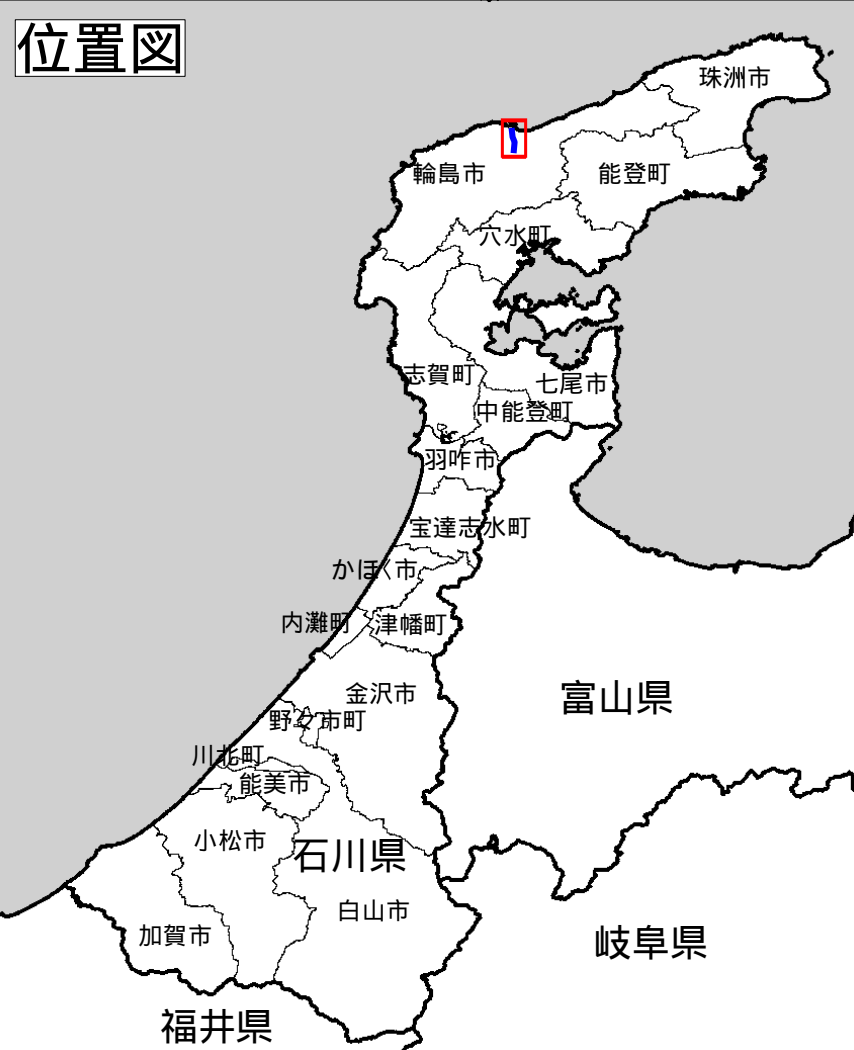 位置図
珠洲市
輪島市
能登町
穴水町
志賀町
七尾市
中能登町
羽咋市
宝達志水町
かほく市
内灘町
津幡町
金沢市
富山県
野々市町
川北町
能美市
小松市
石川県
白山市
加賀市
岐阜県
福井県